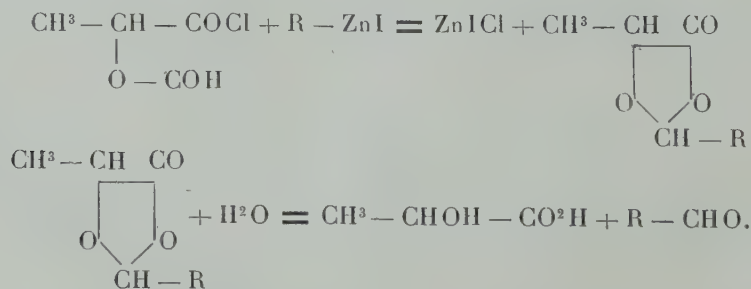 CH³ — CH — COCl + R — ZnI = ZnICl + CH³ — CH CO
O — COH
O O
CH — R
CH³ — CH CO
+ H²O = CH³ — CHOH — CO²H + R — CHO.
O O
CH — R